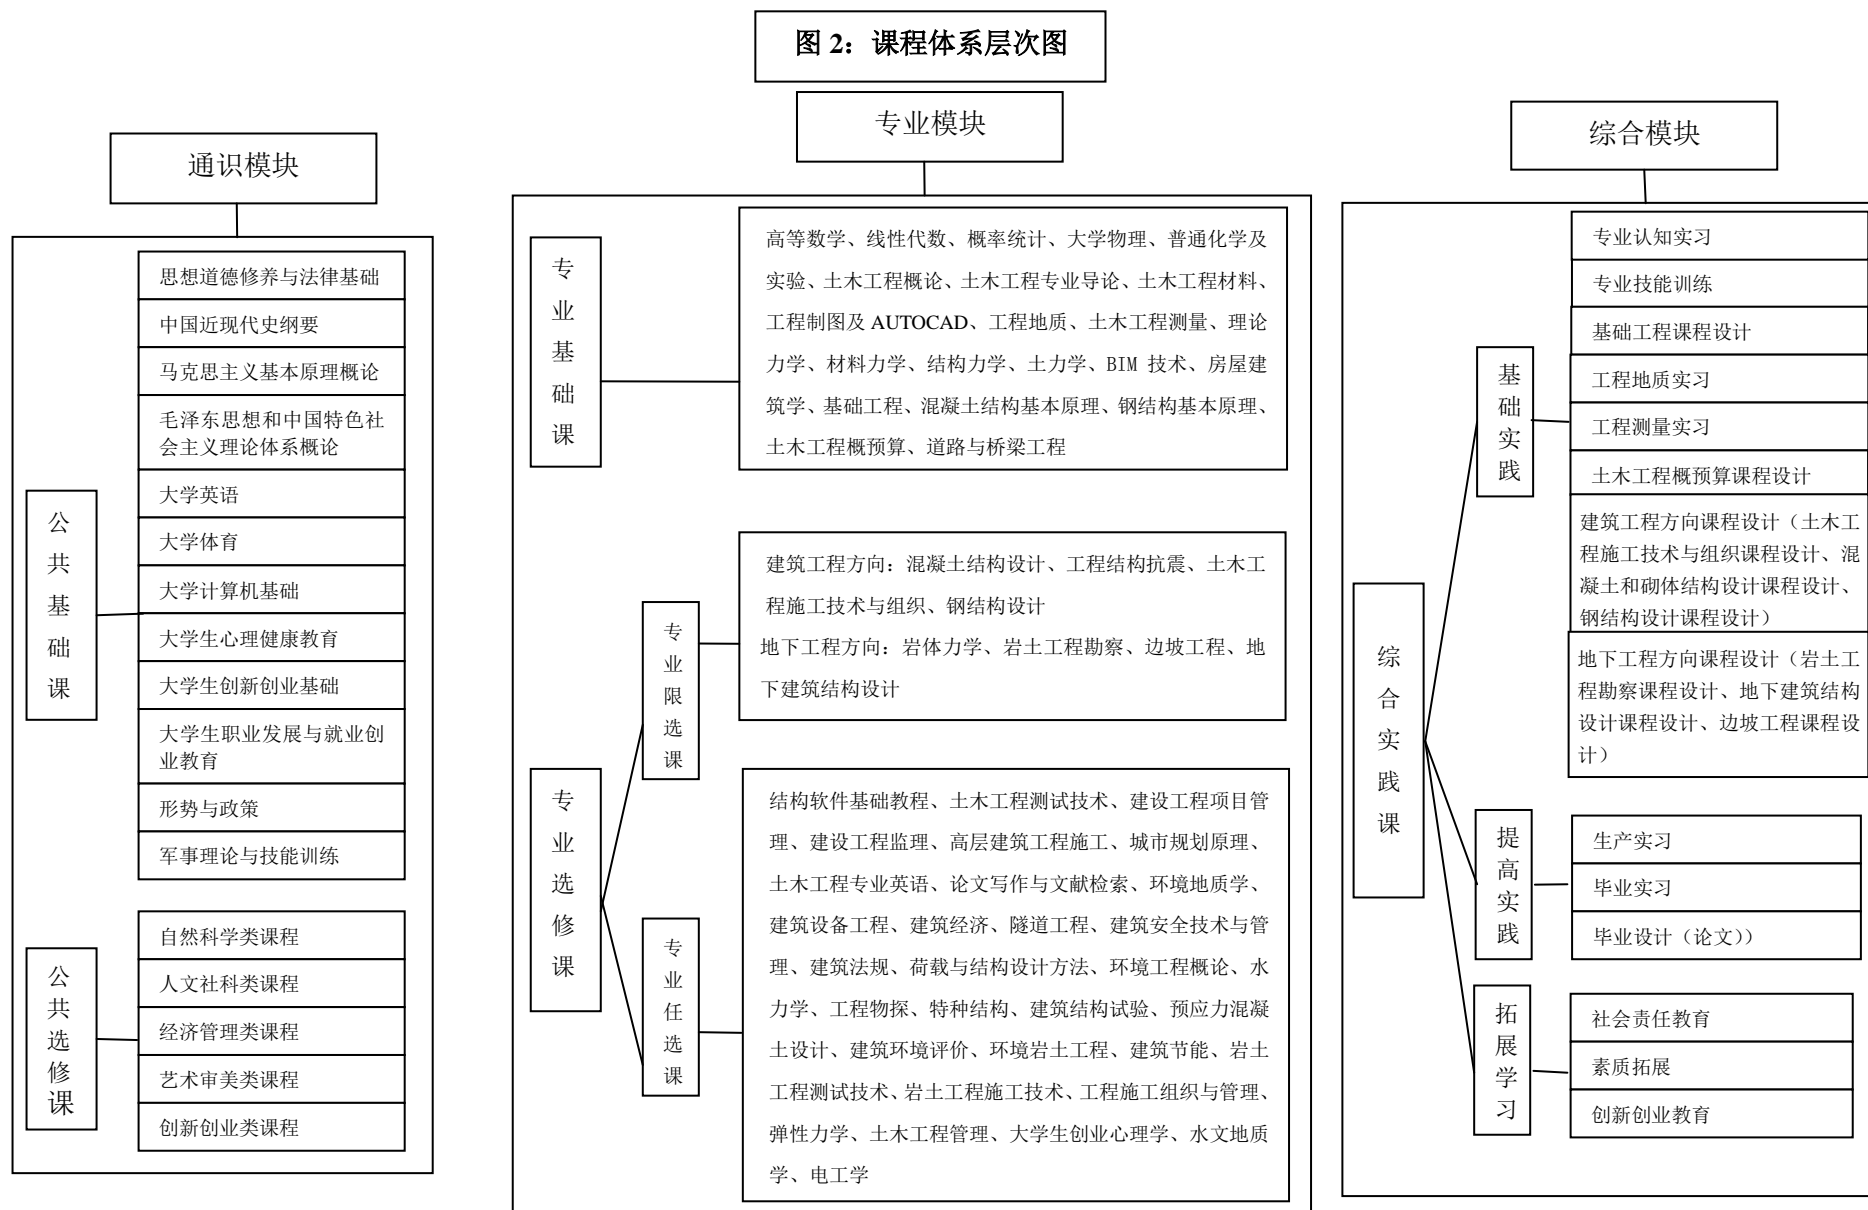 图 2：课程体系层次图
通识模块
公共基础课
思想道德修养与法律基础
中国近现代史纲要
马克思主义基本原理概论
毛泽东思想和中国特色社
会主义理论体系概论
大学英语
大学体育
大学计算机基础
大学生心理健康教育
大学生创新创业基础
大学生职业发展与就业创
业教育
形势与政策
军事理论与技能训练
公共选修课
自然科学类课程
人文社科类课程
经济管理类课程
艺术审美类课程
创新创业类课程
专业模块
专业基础课
高等数学、线性代数、概率统计、大学物理、普通化学及
实验、土木工程概论、土木工程专业导论、土木工程材料、
工程制图及 AUTOCAD、工程地质、土木工程测量、理论
力学、材料力学、结构力学、土力学、BIM 技术、房屋建
筑学、基础工程、混凝土结构基本原理、钢结构基本原理、
土木工程概预算、道路与桥梁工程
专业选修课
专业限选课
建筑工程方向：混凝土结构设计、工程结构抗震、土木工
程施工技术与组织、钢结构设计
地下工程方向：岩体力学、岩土工程勘察、边坡工程、地
下建筑结构设计
专业任选课
结构软件基础教程、土木工程测试技术、建设工程项目管
理、建设工程监理、高层建筑工程施工、城市规划原理、
土木工程专业英语、论文写作与文献检索、环境地质学、
建筑设备工程、建筑经济、隧道工程、建筑安全技术与管
理、建筑法规、荷载与结构设计方法、环境工程概论、水
力学、工程物探、特种结构、建筑结构试验、预应力混凝
土设计、建筑环境评价、环境岩土工程、建筑节能、岩土
工程测试技术、岩土工程施工技术、工程施工组织与管理、
弹性力学、土木工程管理、大学生创业心理学、水文地质
学、电工学
综合模块
综合实践课
基础实践
专业认知实习
专业技能训练
基础工程课程设计
工程地质实习
工程测量实习
土木工程概预算课程设计
建筑工程方向课程设计（土木工
程施工技术与组织课程设计、混
凝土和砌体结构设计课程设计、
钢结构设计课程设计）
地下工程方向课程设计（岩土工
程勘察课程设计、地下建筑结构
设计课程设计、边坡工程课程设
计）
提高实践
生产实习
毕业实习
毕业设计（论文））
拓展学习
社会责任教育
素质拓展
创新创业教育